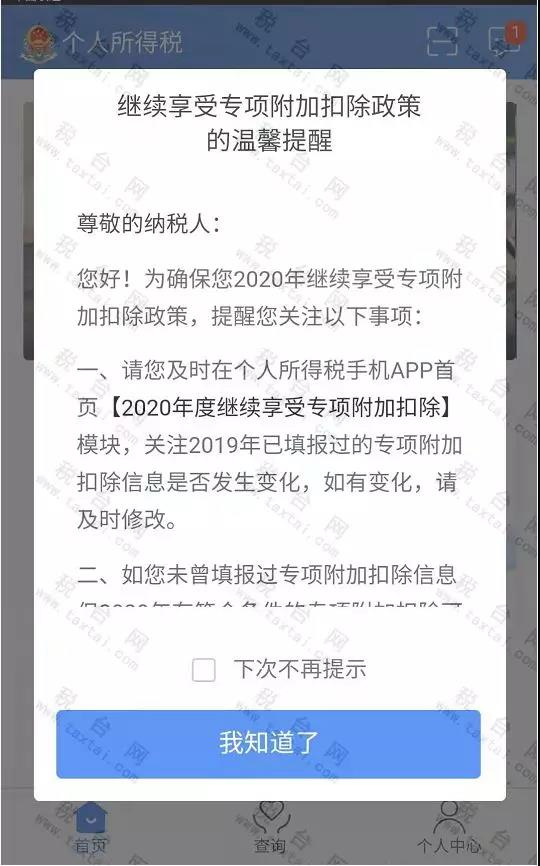 个人所得税
1
继续享受专项附加扣除政策
的温馨提醒
尊敬的纳税人：
您好！为确保您2020年继续享受专项附
加扣除政策，提醒您关注以下事项：
一、请您及时在个人所得税手机APP首
页【2020年度继续享受专项附加扣除】
模块，关注2019年已填报过的专项附加
扣除信息是否发生变化，如有变化，请
及时修改。
二、如您未曾填报过专项附加扣除信息
下次不再提示
我知道了
首页
查询
个人中心
税台网
www.taxtai.com